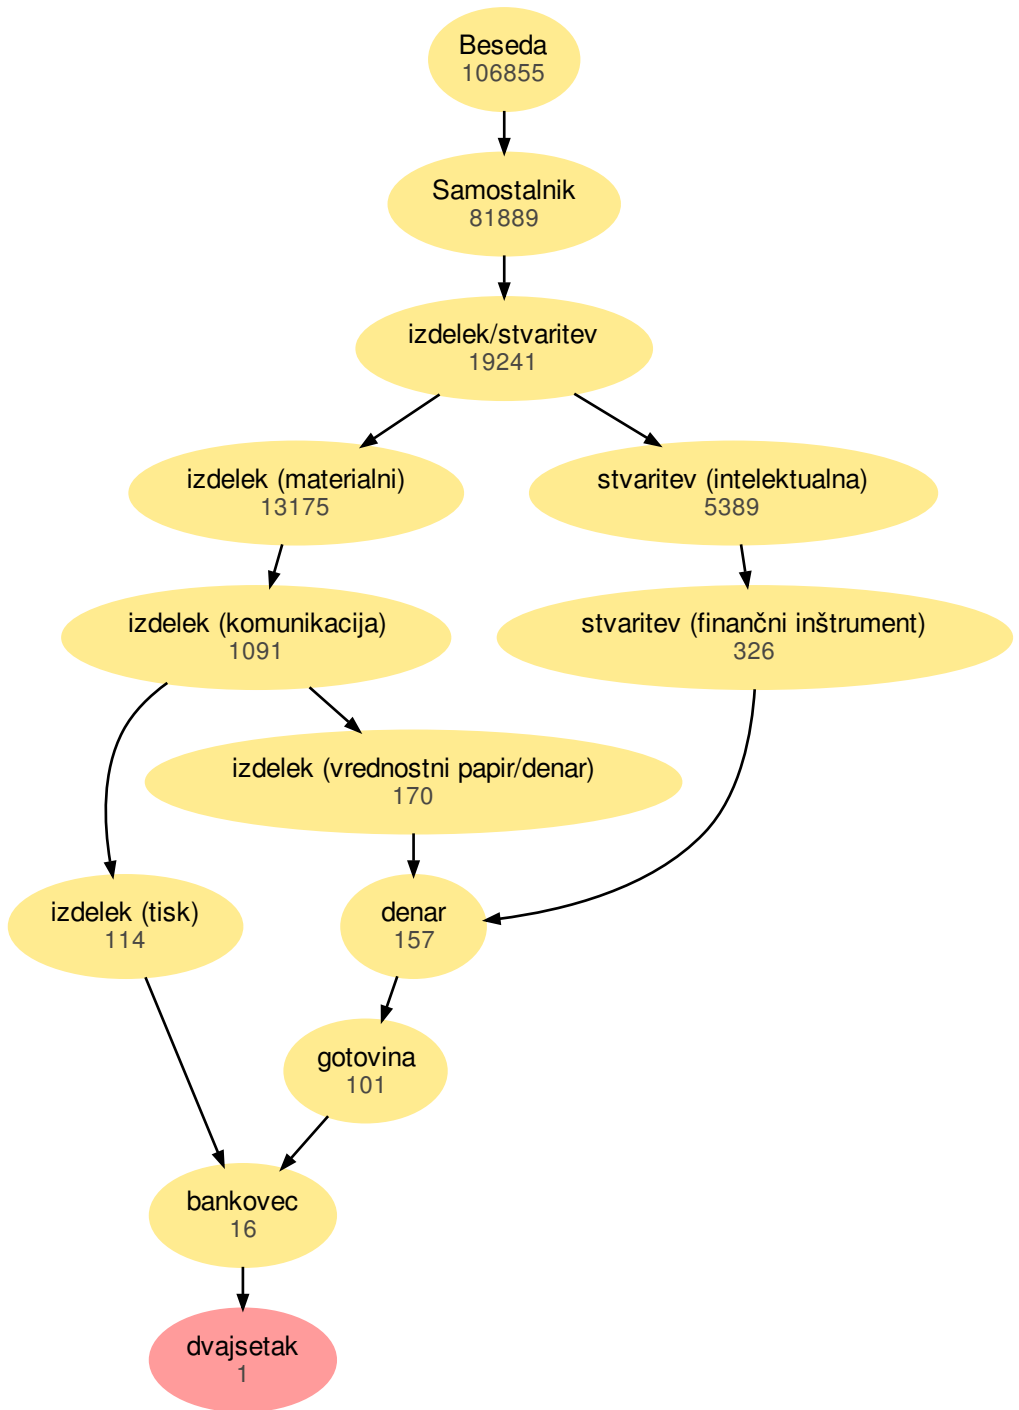 Beseda
106855
Samostalnik
81889
izdelek/stvaritev
19241
izdelek (materialni)
13175
stvaritev (intelektualna)
5389
izdelek (komunikacija)
1091
stvaritev (finančni inštrument)
326
izdelek (vrednostni papir/denar)
170
izdelek (tisk)
114
denar
157
gotovina
101
bankovec
16
dvajsetak
1